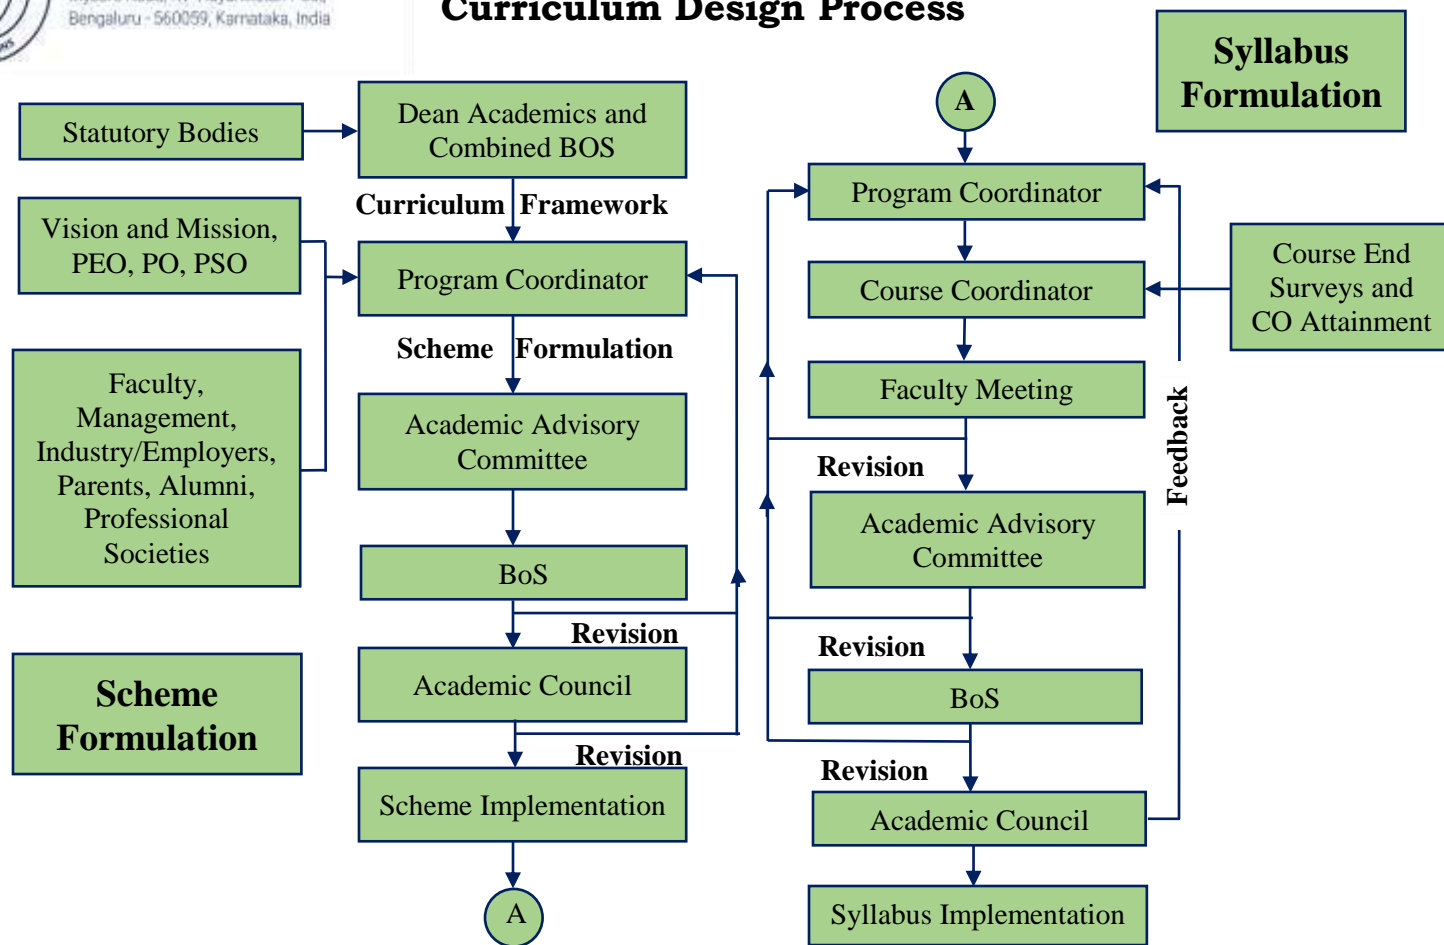 Bengaluru - 560059, Karnataka, India
Curriculum Design Process
Syllabus
Formulation
Statutory Bodies
Dean Academics and
Combined BOS
Curriculum Framework
Vision and Mission,
PEO, PO, PSO
Program Coordinator
Scheme Formulation
Faculty,
Management,
Industry/Employers,
Parents, Alumni,
Professional
Societies
Academic Advisory
Committee
BoS
Revision
Academic Council
Revision
Scheme
Formulation
Scheme Implementation
A
A
Program Coordinator
Course Coordinator
Course End
Surveys and
CO Attainment
Faculty Meeting
Feedback
Revision
Academic Advisory
Committee
Revision
BoS
Revision
Academic Council
Syllabus Implementation